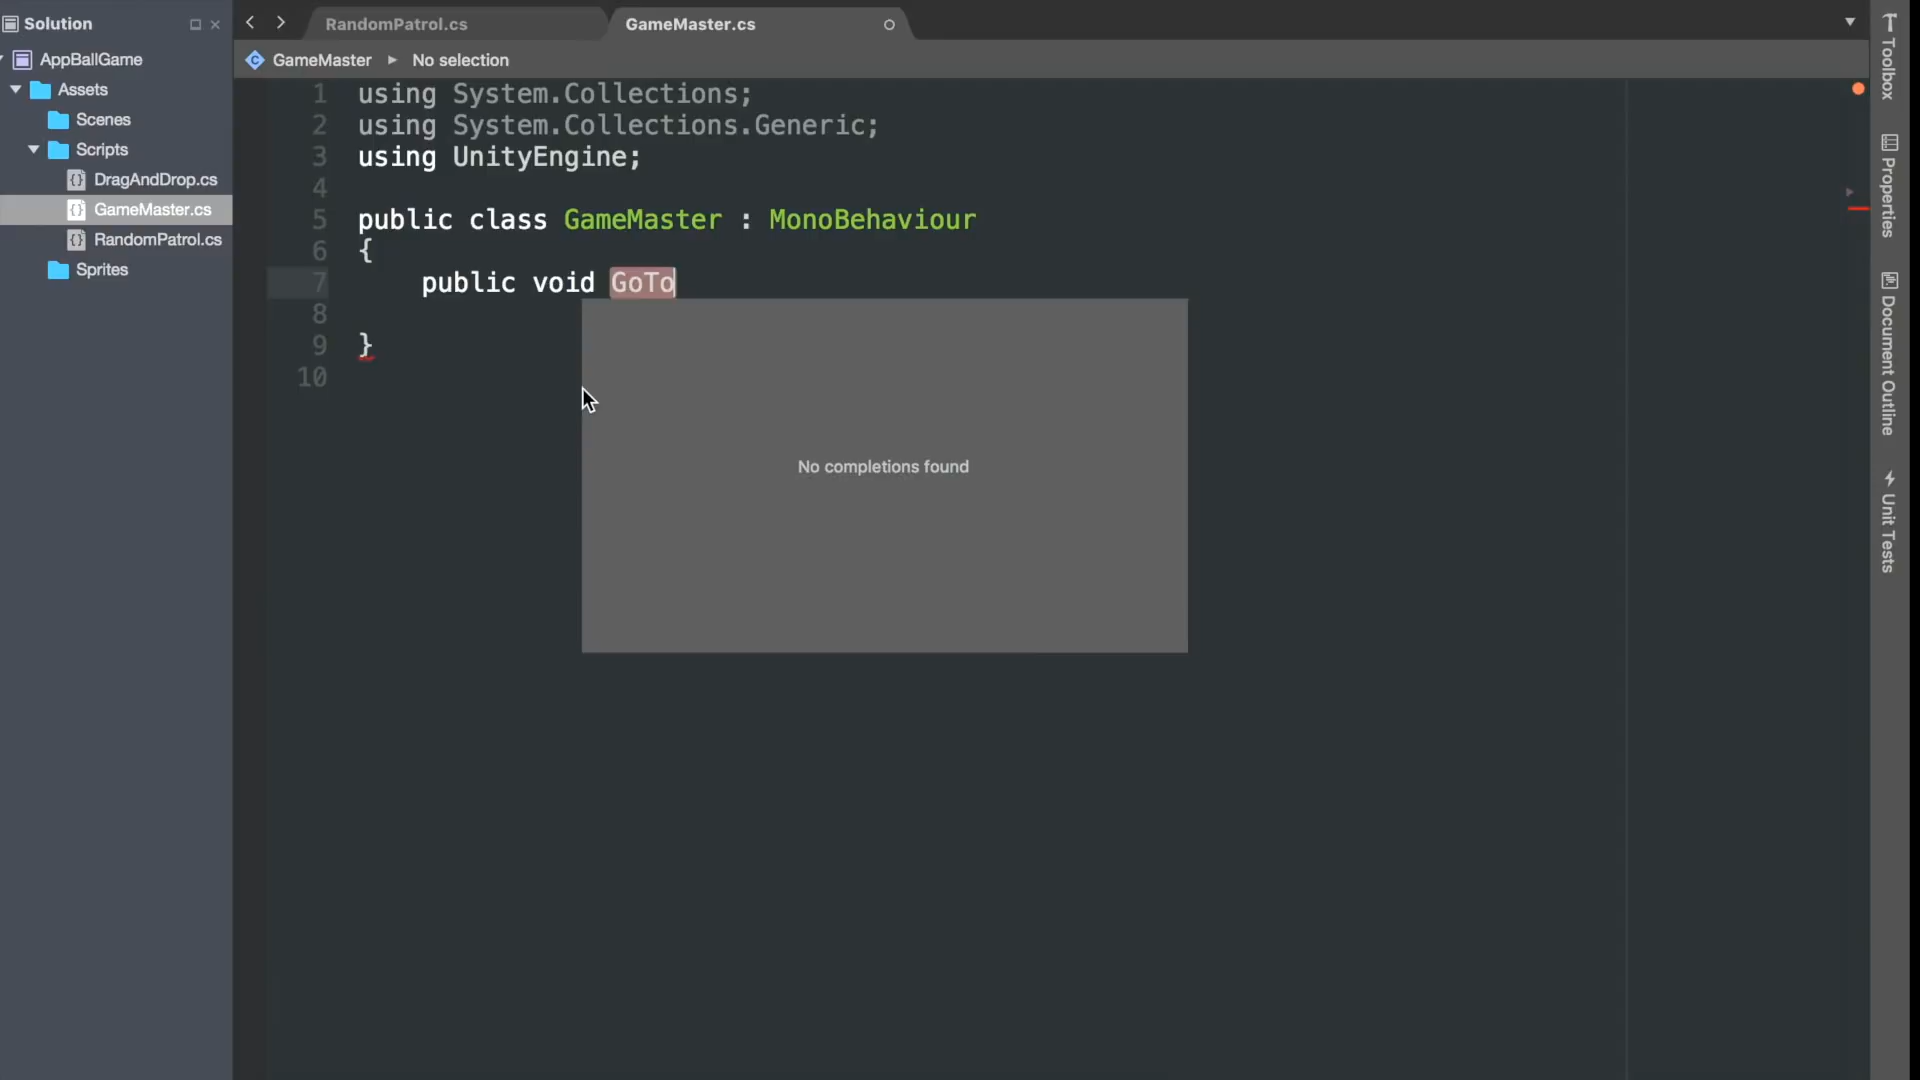 Solution
RandomPatrol.cs
GameMaster.cs
AppBallGame
GameMaster
No selection
Assets
Scenes
Scripts
DragAndDrop.cs
GameMaster.cs
RandomPatrol.cs
Sprites
1 using System.Collections;
2 using System.Collections.Generic;
3 using UnityEngine;
4
5 public class GameMaster : MonoBehaviour
6 {
7 public void GoTo
8
9 }
10
No completions found
Toolbox
Properties
Document Outline
Unit Tests